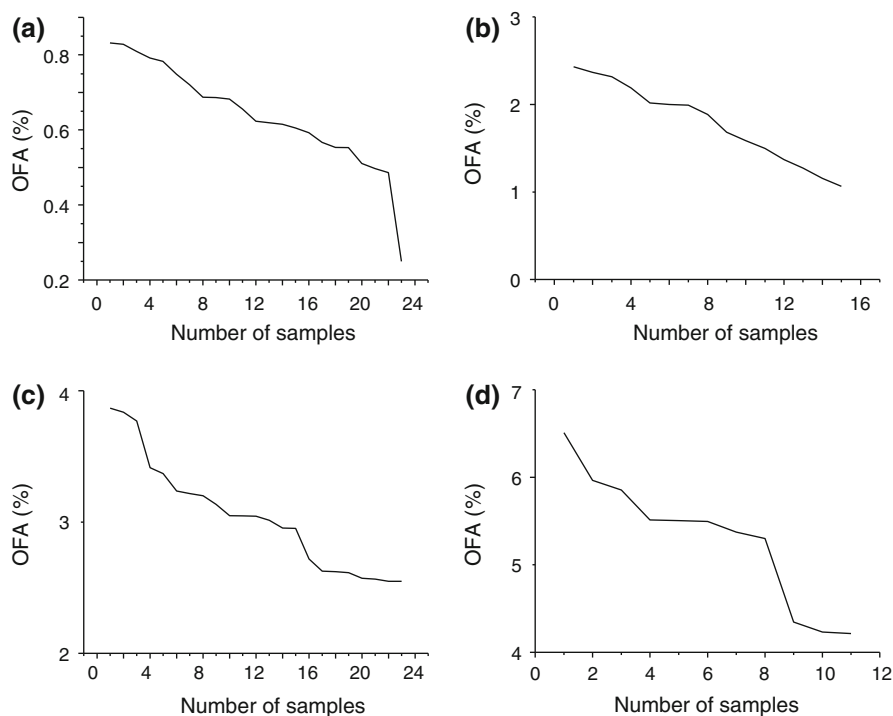 (a)
OFA (%)
0.8
0.6
0.4
0.2
0 4 8 12 16 20 24
Number of samples
(b)
OFA (%)
3
2
1
0
0 4 8 12 16
Number of samples
(c)
OFA (%)
4
3
2
0 4 8 12 16 20 24
Number of samples
(d)
OFA (%)
7
6
5
4
0 2 4 6 8 10 12
Number of samples